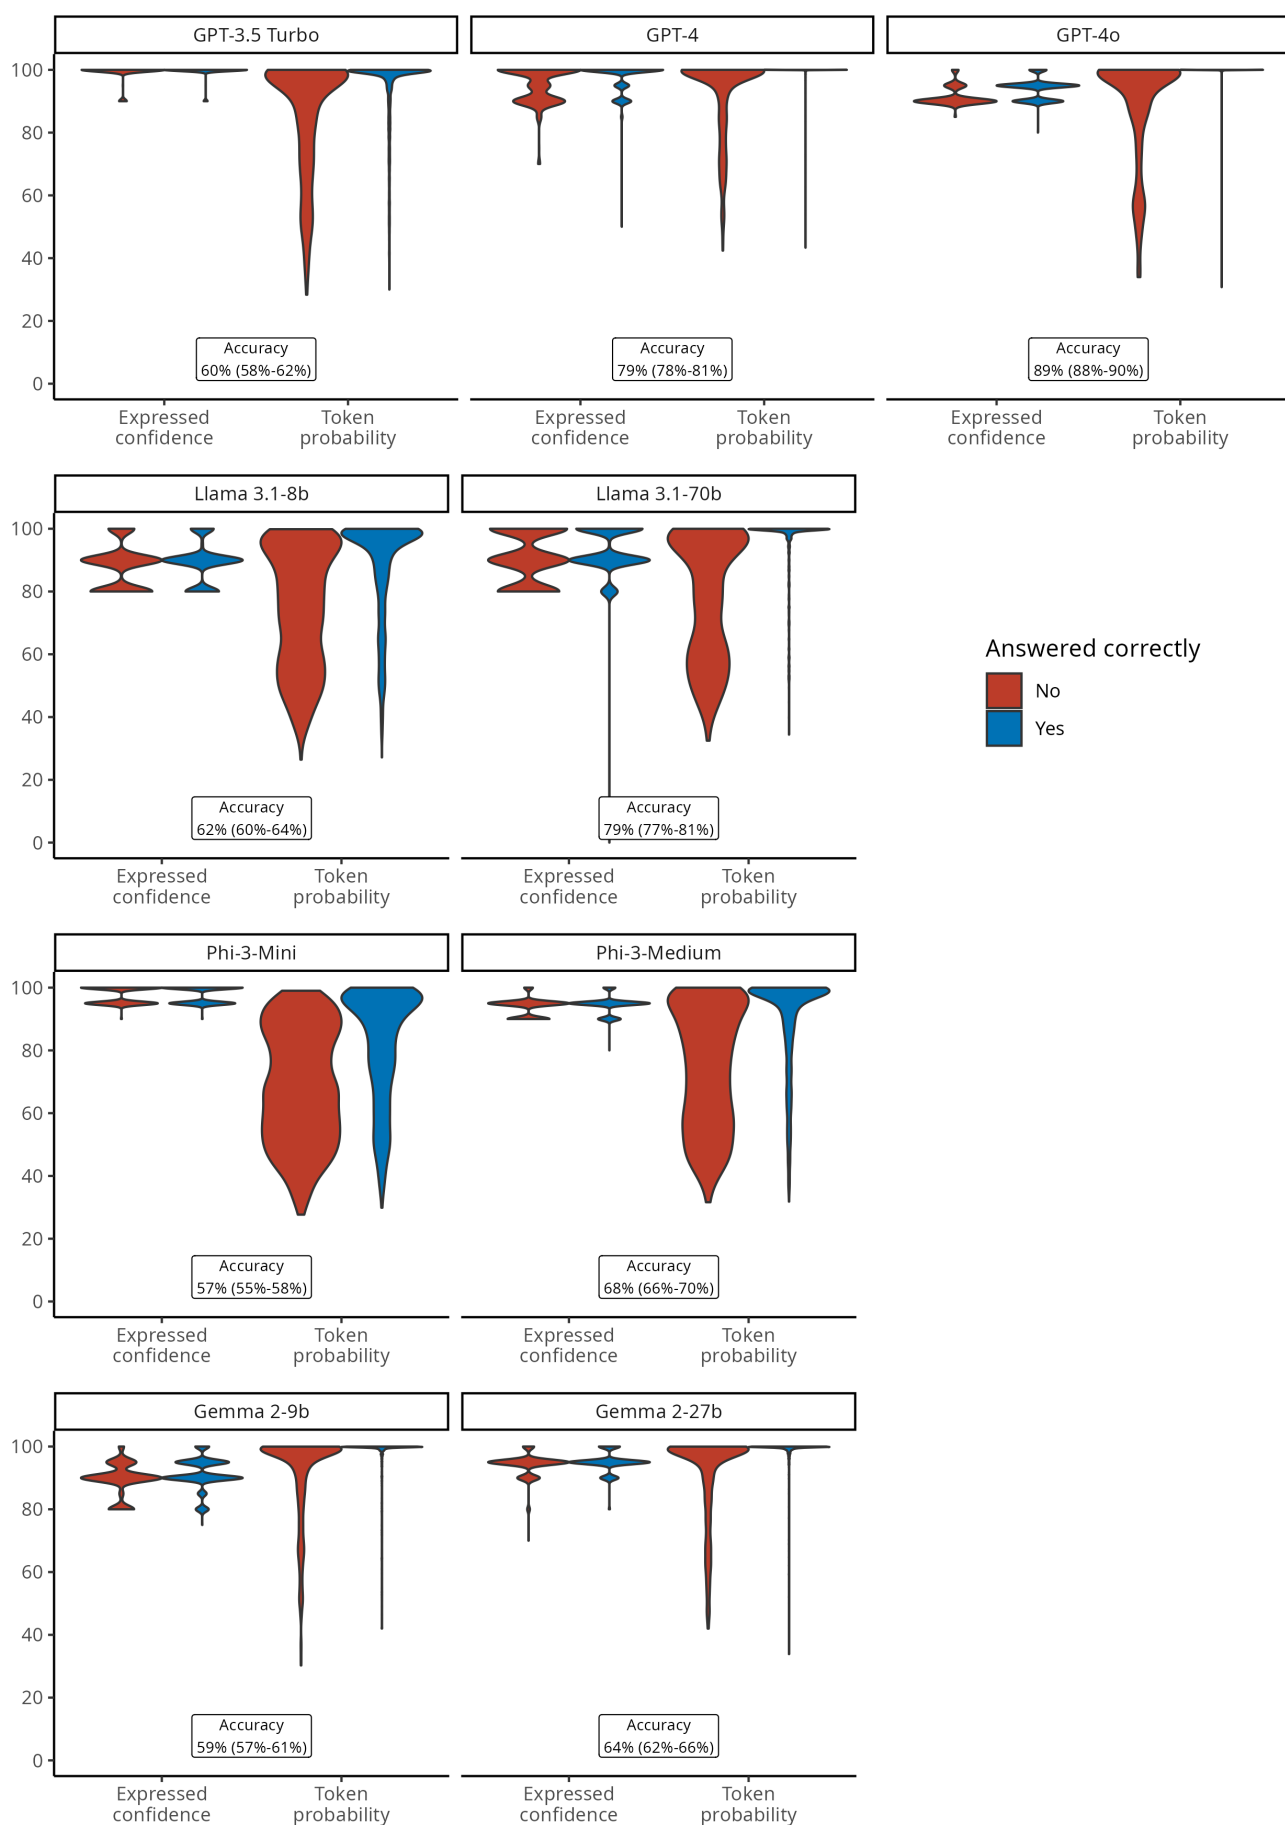 GPT-3.5 Turbo
GPT-4
GPT-4o
100
80
60
40
20
0
Accuracy
60% (58%-62%)
Accuracy
79% (78%-81%)
Accuracy
89% (88%-90%)
Expressed
confidence
Token
probability
Expressed
confidence
Token
probability
Expressed
confidence
Token
probability
Llama 3.1-8b
Llama 3.1-70b
100
80
60
40
20
0
Accuracy
62% (60%-64%)
Accuracy
79% (77%-81%)
Expressed
confidence
Token
probability
Expressed
confidence
Token
probability
Answered correctly
No
Yes
Phi-3-Mini
Phi-3-Medium
100
80
60
40
20
0
Accuracy
57% (55%-58%)
Accuracy
68% (66%-70%)
Expressed
confidence
Token
probability
Expressed
confidence
Token
probability
Gemma 2-9b
Gemma 2-27b
100
80
60
40
20
0
Accuracy
59% (57%-61%)
Accuracy
64% (62%-66%)
Expressed
confidence
Token
probability
Expressed
confidence
Token
probability